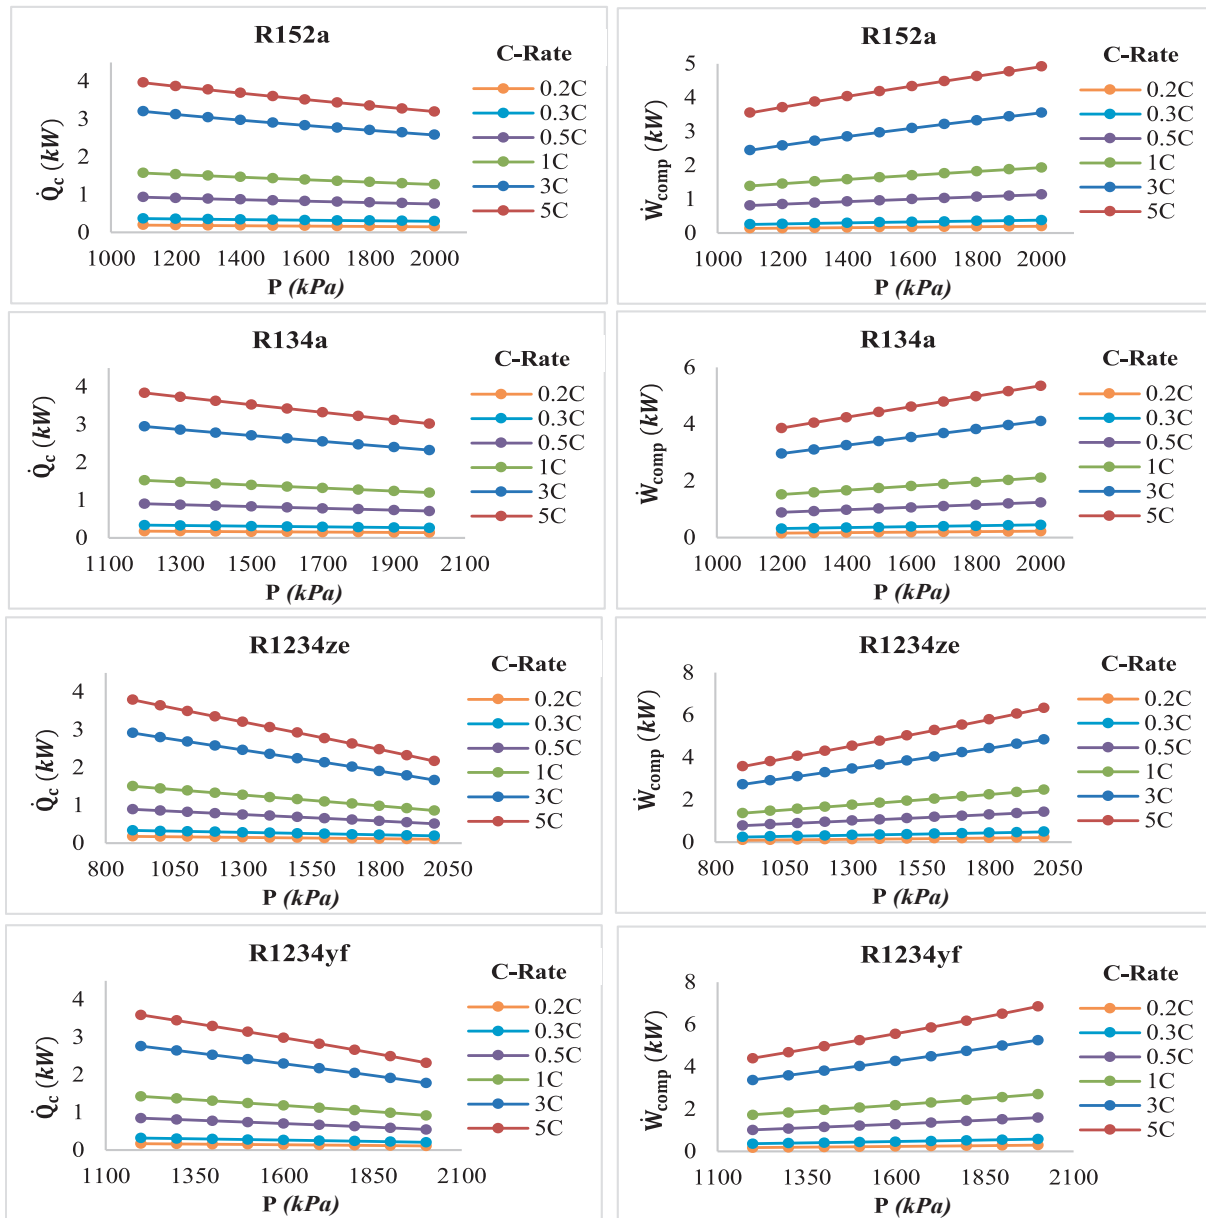 R152a
C-Rate
4
3
2
1
0
Q̇c (kW)
0.2C
0.3C
0.5C
1C
3C
5C
1000 1200 1400 1600 1800 2000
P (kPa)
R152a
C-Rate
5
4
3
2
1
0
Ẇcomp (kW)
0.2C
0.3C
0.5C
1C
3C
5C
1000 1200 1400 1600 1800 2000
P (kPa)
R134a
C-Rate
4
3
2
1
0
Q̇c (kW)
0.2C
0.3C
0.5C
1C
3C
5C
1100 1300 1500 1700 1900 2100
P (kPa)
R134a
C-Rate
6
4
2
0
Ẇcomp (kW)
0.2C
0.3C
0.5C
1C
3C
5C
1000 1200 1400 1600 1800 2000
P (kPa)
R1234ze
C-Rate
4
3
2
1
0
Q̇c (kW)
0.2C
0.3C
0.5C
1C
3C
5C
800 1050 1300 1550 1800 2050
P (kPa)
R1234ze
C-Rate
8
6
4
2
0
Ẇcomp (kW)
0.2C
0.3C
0.5C
1C
3C
5C
800 1050 1300 1550 1800 2050
P (kPa)
R1234yf
C-Rate
4
3
2
1
0
Q̇c (kW)
0.2C
0.3C
0.5C
1C
3C
5C
1100 1350 1600 1850 2100
P (kPa)
R1234yf
C-Rate
8
6
4
2
0
Ẇcomp (kW)
0.2C
0.3C
0.5C
1C
3C
5C
1100 1350 1600 1850 2100
P (kPa)